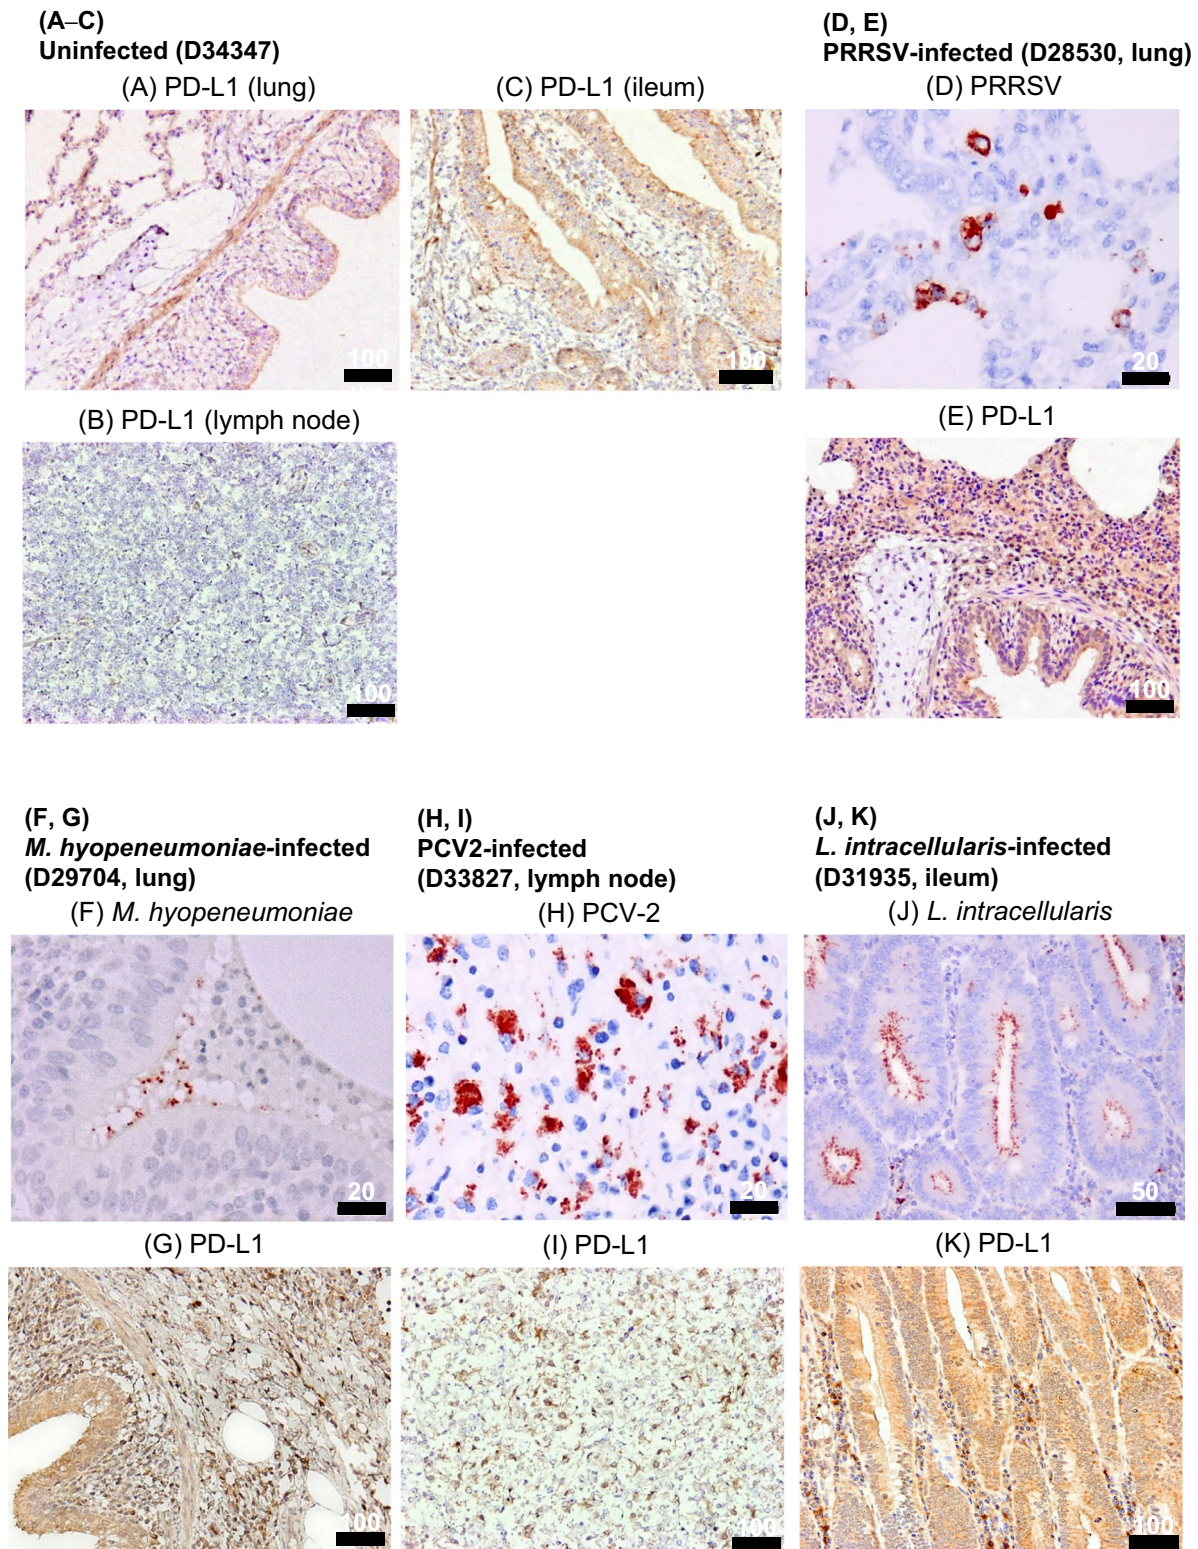 (A–C)
Uninfected (D34347)
(A) PD-L1 (lung)
100
(C) PD-L1 (ileum)
100
(B) PD-L1 (lymph node)
100
(D, E)
PRRSV-infected (D28530, lung)
(D) PRRSV
20
(E) PD-L1
100
(F, G)
M. hyopeneumoniae-infected
(D29704, lung)
(F) M. hyopeneumoniae
20
(G) PD-L1
100
(H, I)
PCV2-infected
(D33827, lymph node)
(H) PCV-2
20
(I) PD-L1
100
(J, K)
L. intracellularis-infected
(D31935, ileum)
(J) L. intracellularis
50
(K) PD-L1
100